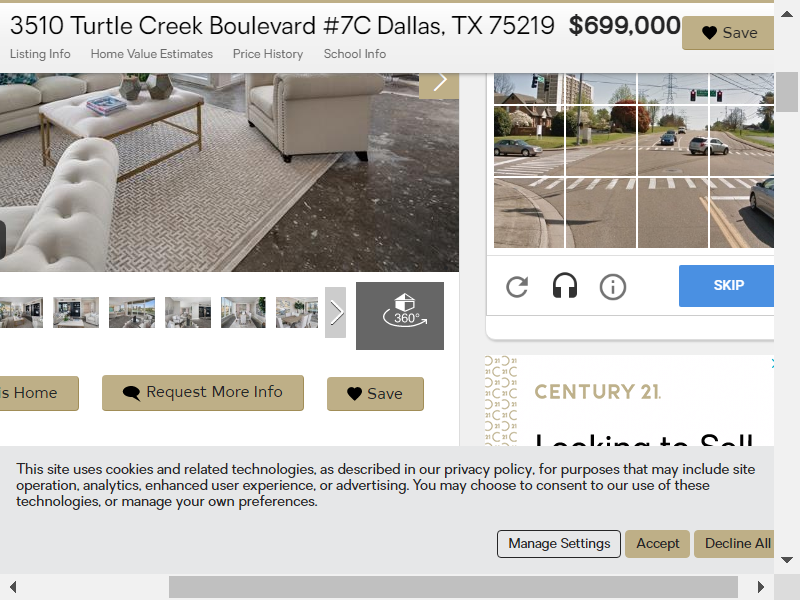 3510 Turtle Creek Boulevard #7C Dallas, TX 75219 $699,000 Save
Listing Info Home Value Estimates Price History School Info
360°
SKIP
is Home Request More Info Save
CENTURY 21.
Looking to Sell
This site uses cookies and related technologies, as described in our privacy policy, for purposes that may include site
operation, analytics, enhanced user experience, or advertising. You may choose to consent to our use of these
technologies, or manage your own preferences.
Manage Settings Accept Decline All